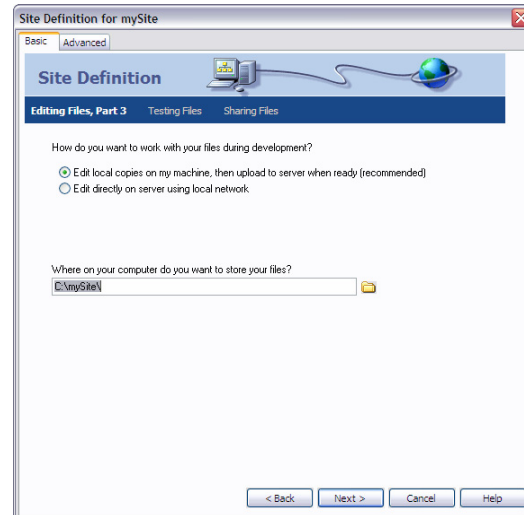 Site Definition for mySite
Basic Advanced
Site Definition
Editing Files, Part 3 Testing Files Sharing Files
How do you want to work with your files during development?
Edit local copies on my machine, then upload to server when ready (recommended)
Edit directly on server using local network
Where on your computer do you want to store your files?
C:\mySite\
< Back Next > Cancel Help